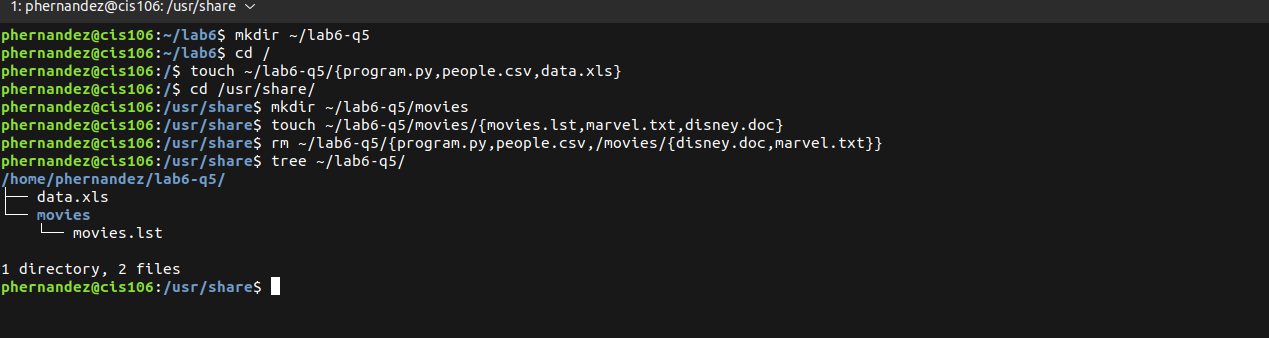 1: phernandez@cis106: /usr/share
phernandez@cis106:~/lab6$ mkdir ~/lab6-q5
phernandez@cis106:~/lab6$ cd /
phernandez@cis106:/$ touch ~/lab6-q5/{program.py,people.csv,data.xls}
phernandez@cis106:/$ cd /usr/share/
phernandez@cis106:/usr/share$ mkdir ~/lab6-q5/movies
phernandez@cis106:/usr/share$ touch ~/lab6-q5/movies/{movies.lst,marvel.txt,disney.doc}
phernandez@cis106:/usr/share$ rm ~/lab6-q5/{program.py,people.csv,/movies/{disney.doc,marvel.txt}}
phernandez@cis106:/usr/share$ tree ~/lab6-q5/
/home/phernandez/lab6-q5/
├── data.xls
└── movies
    └── movies.lst
1 directory, 2 files
phernandez@cis106:/usr/share$